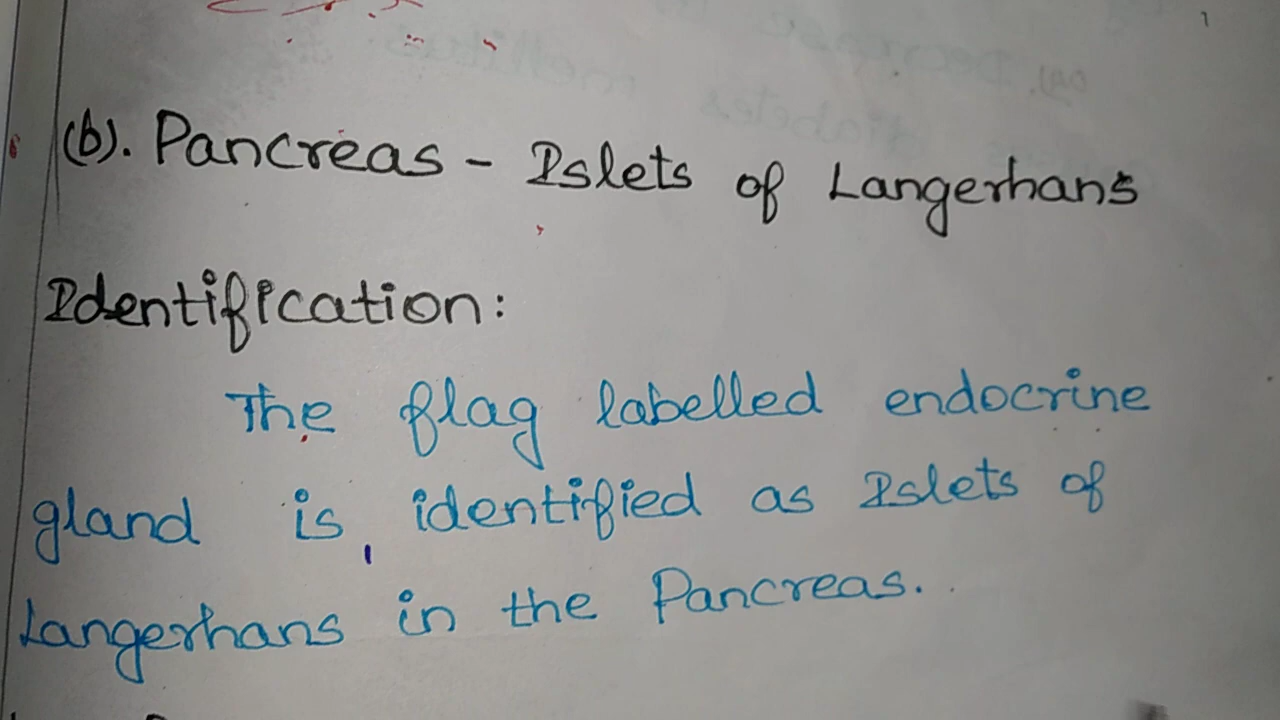 (b). Pancreas - Islets of Langerhans
Identification:
The flag labelled endocrine
gland is identified as Islets of
Langerhans in the Pancreas.